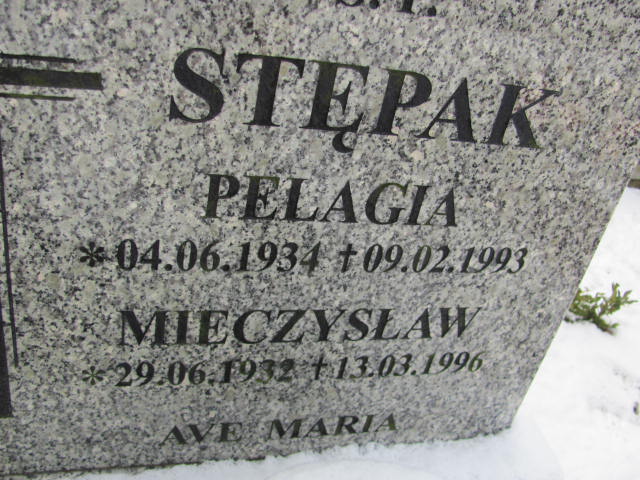 STĘPAK
PELAGIA
* 04.06.1934 † 09.02.1993
MIECZYSŁAW
* 29.06.1932 † 13.03.1996
AVE MARIA